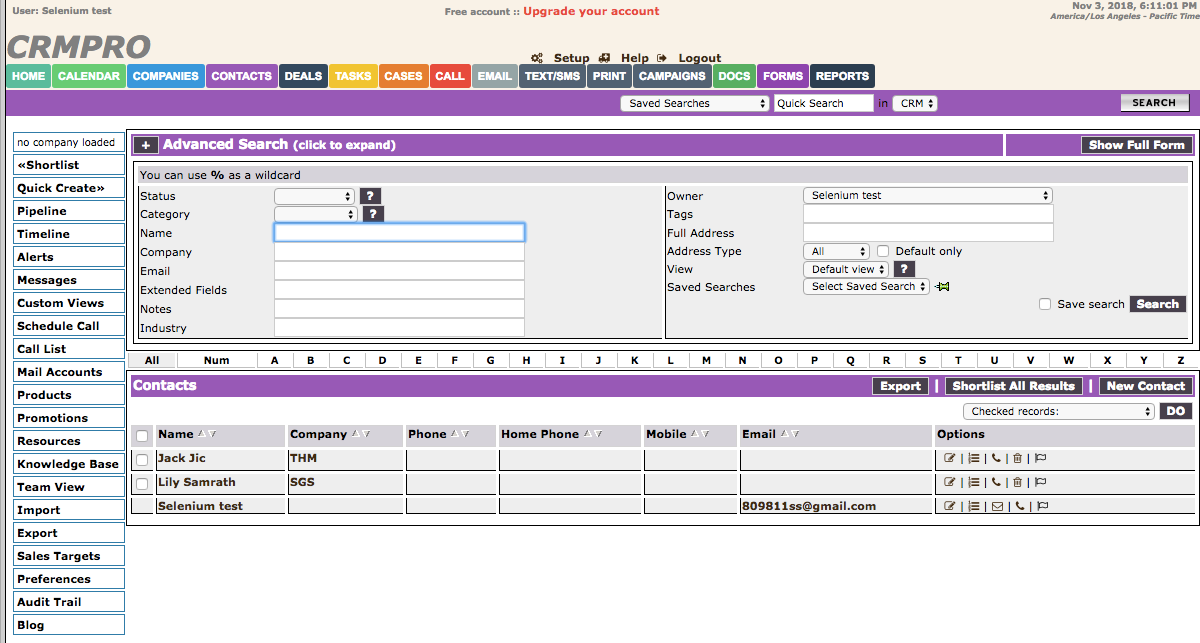 User: Selenium test
Free account :: Upgrade your account
Nov 3, 2018, 6:11:01 PM
America/Los Angeles - Pacific Time
CRMPRO
Setup Help Logout
HOME CALENDAR COMPANIES CONTACTS DEALS TASKS CASES CALL EMAIL TEXT/SMS PRINT CAMPAIGNS DOCS FORMS REPORTS
Saved Searches Quick Search in CRM SEARCH
no company loaded
«Shortlist
Quick Create»
Pipeline
Timeline
Alerts
Messages
Custom Views
Schedule Call
Call List
Mail Accounts
Products
Promotions
Resources
Knowledge Base
Team View
Import
Export
Sales Targets
Preferences
Audit Trail
Blog
+ Advanced Search (click to expand) Show Full Form
You can use % as a wildcard
Status ?
Category ?
Name
Company
Email
Extended Fields
Notes
Industry
Owner Selenium test
Tags
Full Address
Address Type All Default only
View Default view ?
Saved Searches Select Saved Search
Save search Search
All Num A B C D E F G H I J K L M N O P Q R S T U V W X Y Z
Contacts Export | Shortlist All Results | New Contact
Checked records: DO
Name Company Phone Home Phone Mobile Email Options
Jack Jic THM | | | |
Lily Samrath SGS | | | |
Selenium test 809811ss@gmail.com | | | |